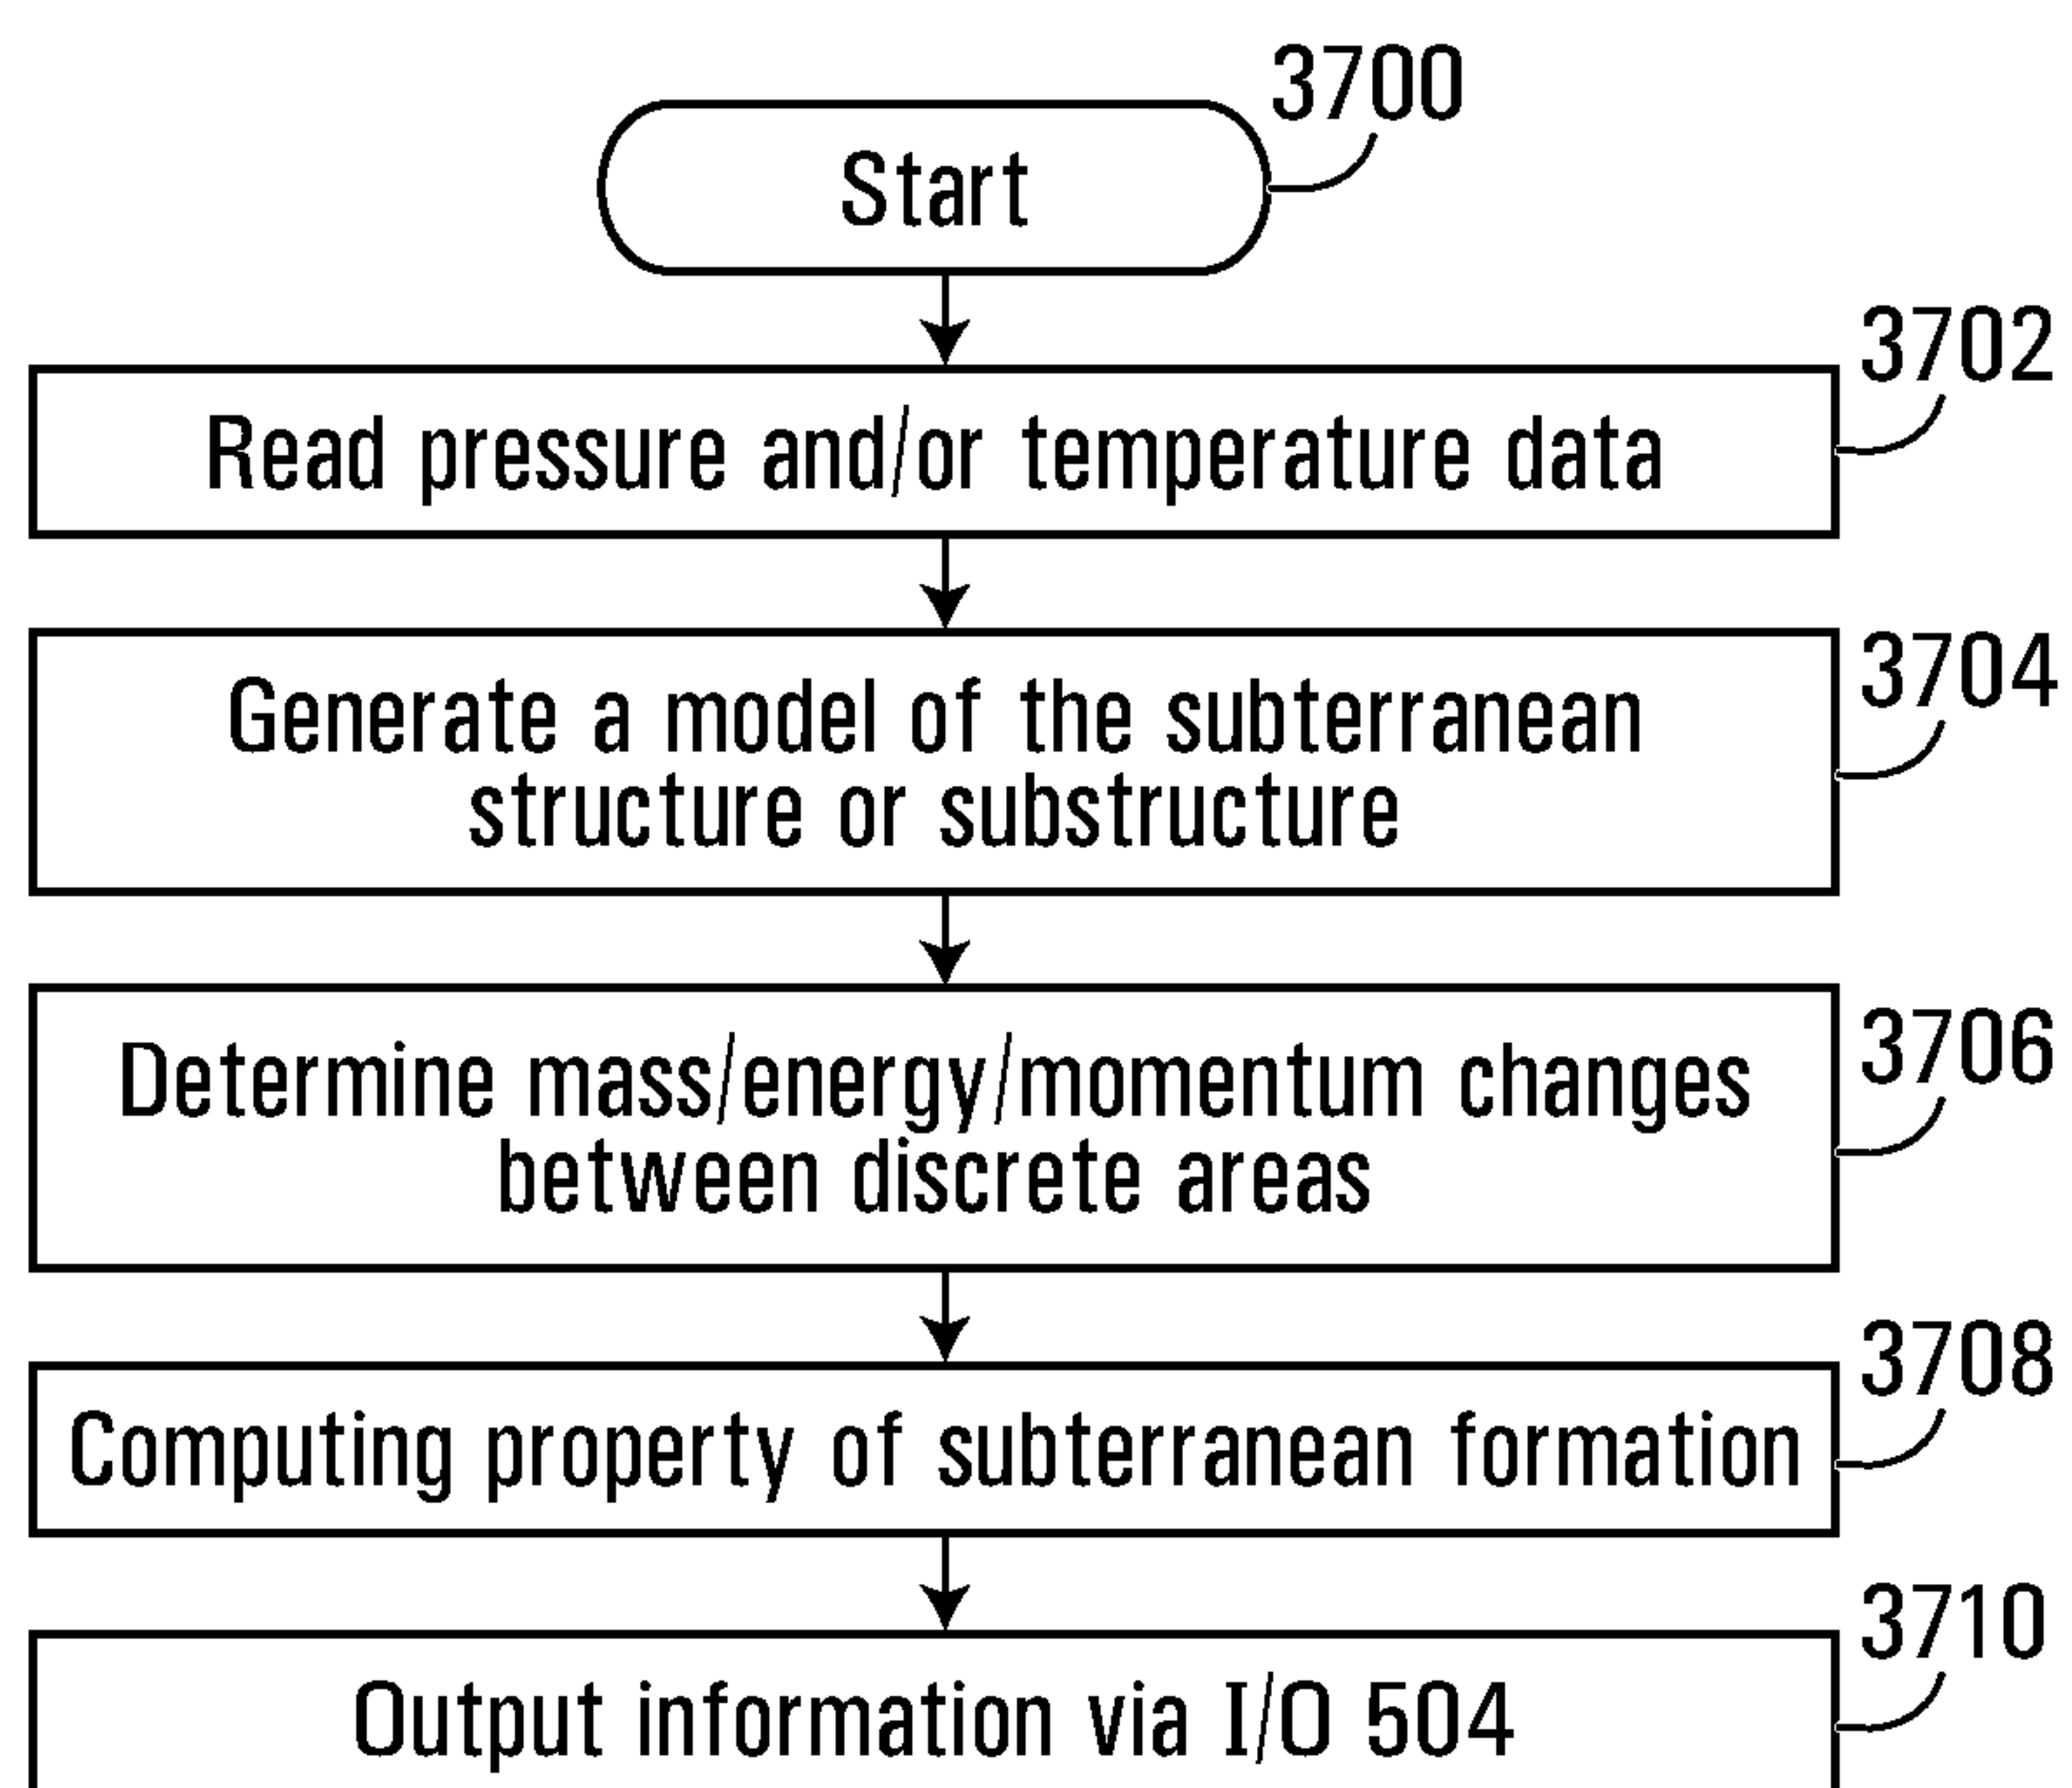 3700
Start
3702
Read pressure and/or temperature data
3704
Generate a model of the subterranean
structure or substructure
3706
Determine mass/energy/momentum changes
between discrete areas
3708
Computing property of subterranean formation
3710
Output information via I/O 504